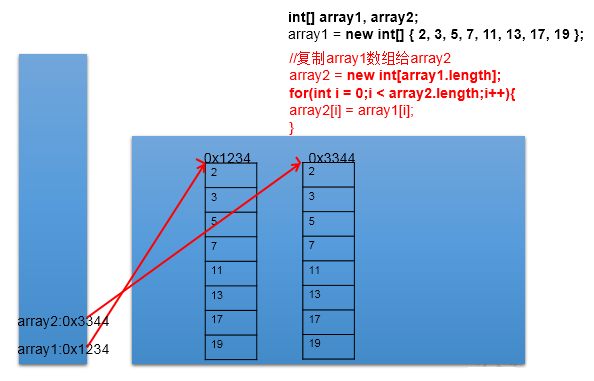 int[] array1, array2;
array1 = new int[] { 2, 3, 5, 7, 11, 13, 17, 19 };
//复制array1数组给array2
array2 = new int[array1.length];
for(int i = 0;i < array2.length;i++){
array2[i] = array1[i];
}
0x1234
0x3344
2
3
5
7
11
13
17
19
2
3
5
7
11
13
17
19
array2:0x3344
array1:0x1234